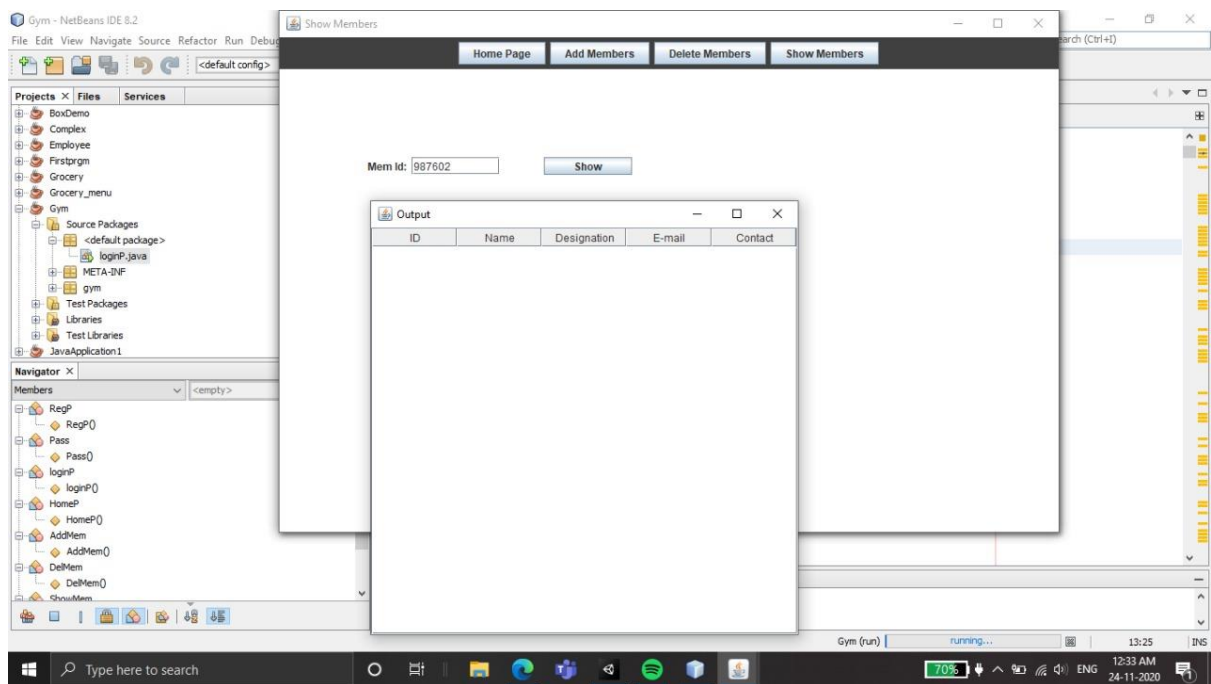 Gym - NetBeans IDE 8.2
Show Members
File Edit View Navigate Source Refactor Run Debu
earch (Ctrl+I)
Home Page Add Members Delete Members Show Members
<default config>
Projects Files Services
BoxDemo
Complex
Employee
Firstprgm
Grocery
Grocery_menu
Gym
Source Packages
<default package>
loginP.java
META-INF
gym
Test Packages
Libraries
Test Libraries
JavaApplication1
Mem Id: 987602 Show
Output
ID Name Designation E-mail Contact
Navigator
Members <empty>
RegP
RegP()
Pass
Pass()
loginP
loginP()
HomeP
HomeP()
AddMem
AddMem()
DelMem
DelMem()
ShowMem
Gym (run) running... 13:25 INS
Type here to search
70% ENG 12:33 AM
24-11-2020